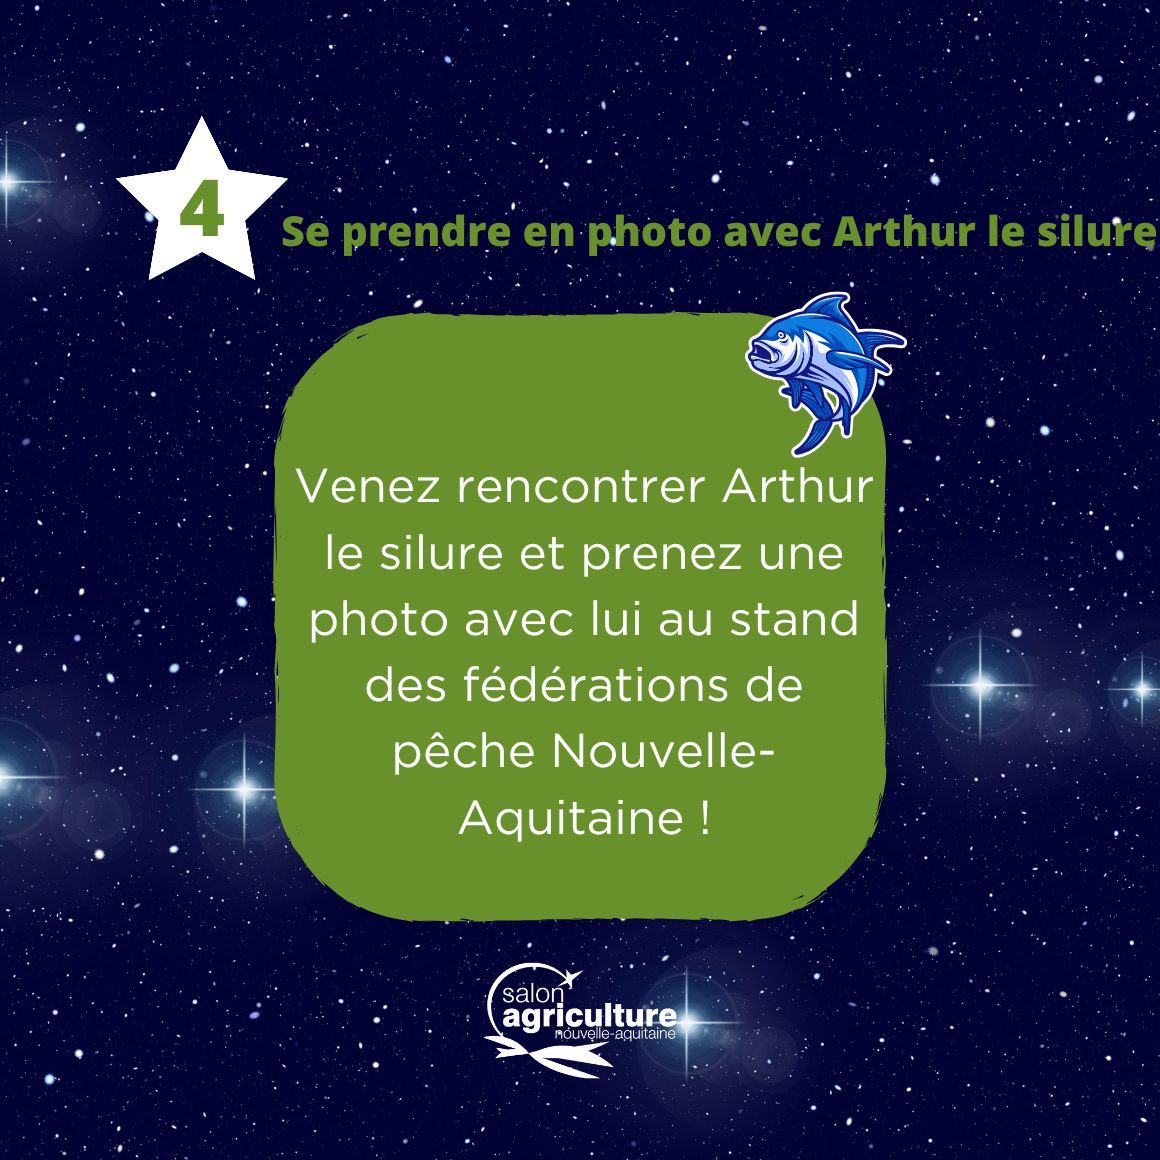 4
Se prendre en photo avec Arthur le silure
Venez rencontrer Arthur
le silure et prenez une
photo avec lui au stand
des fédérations de
pêche Nouvelle-
Aquitaine !
salon
agriculture
nouvelle-aquitaine